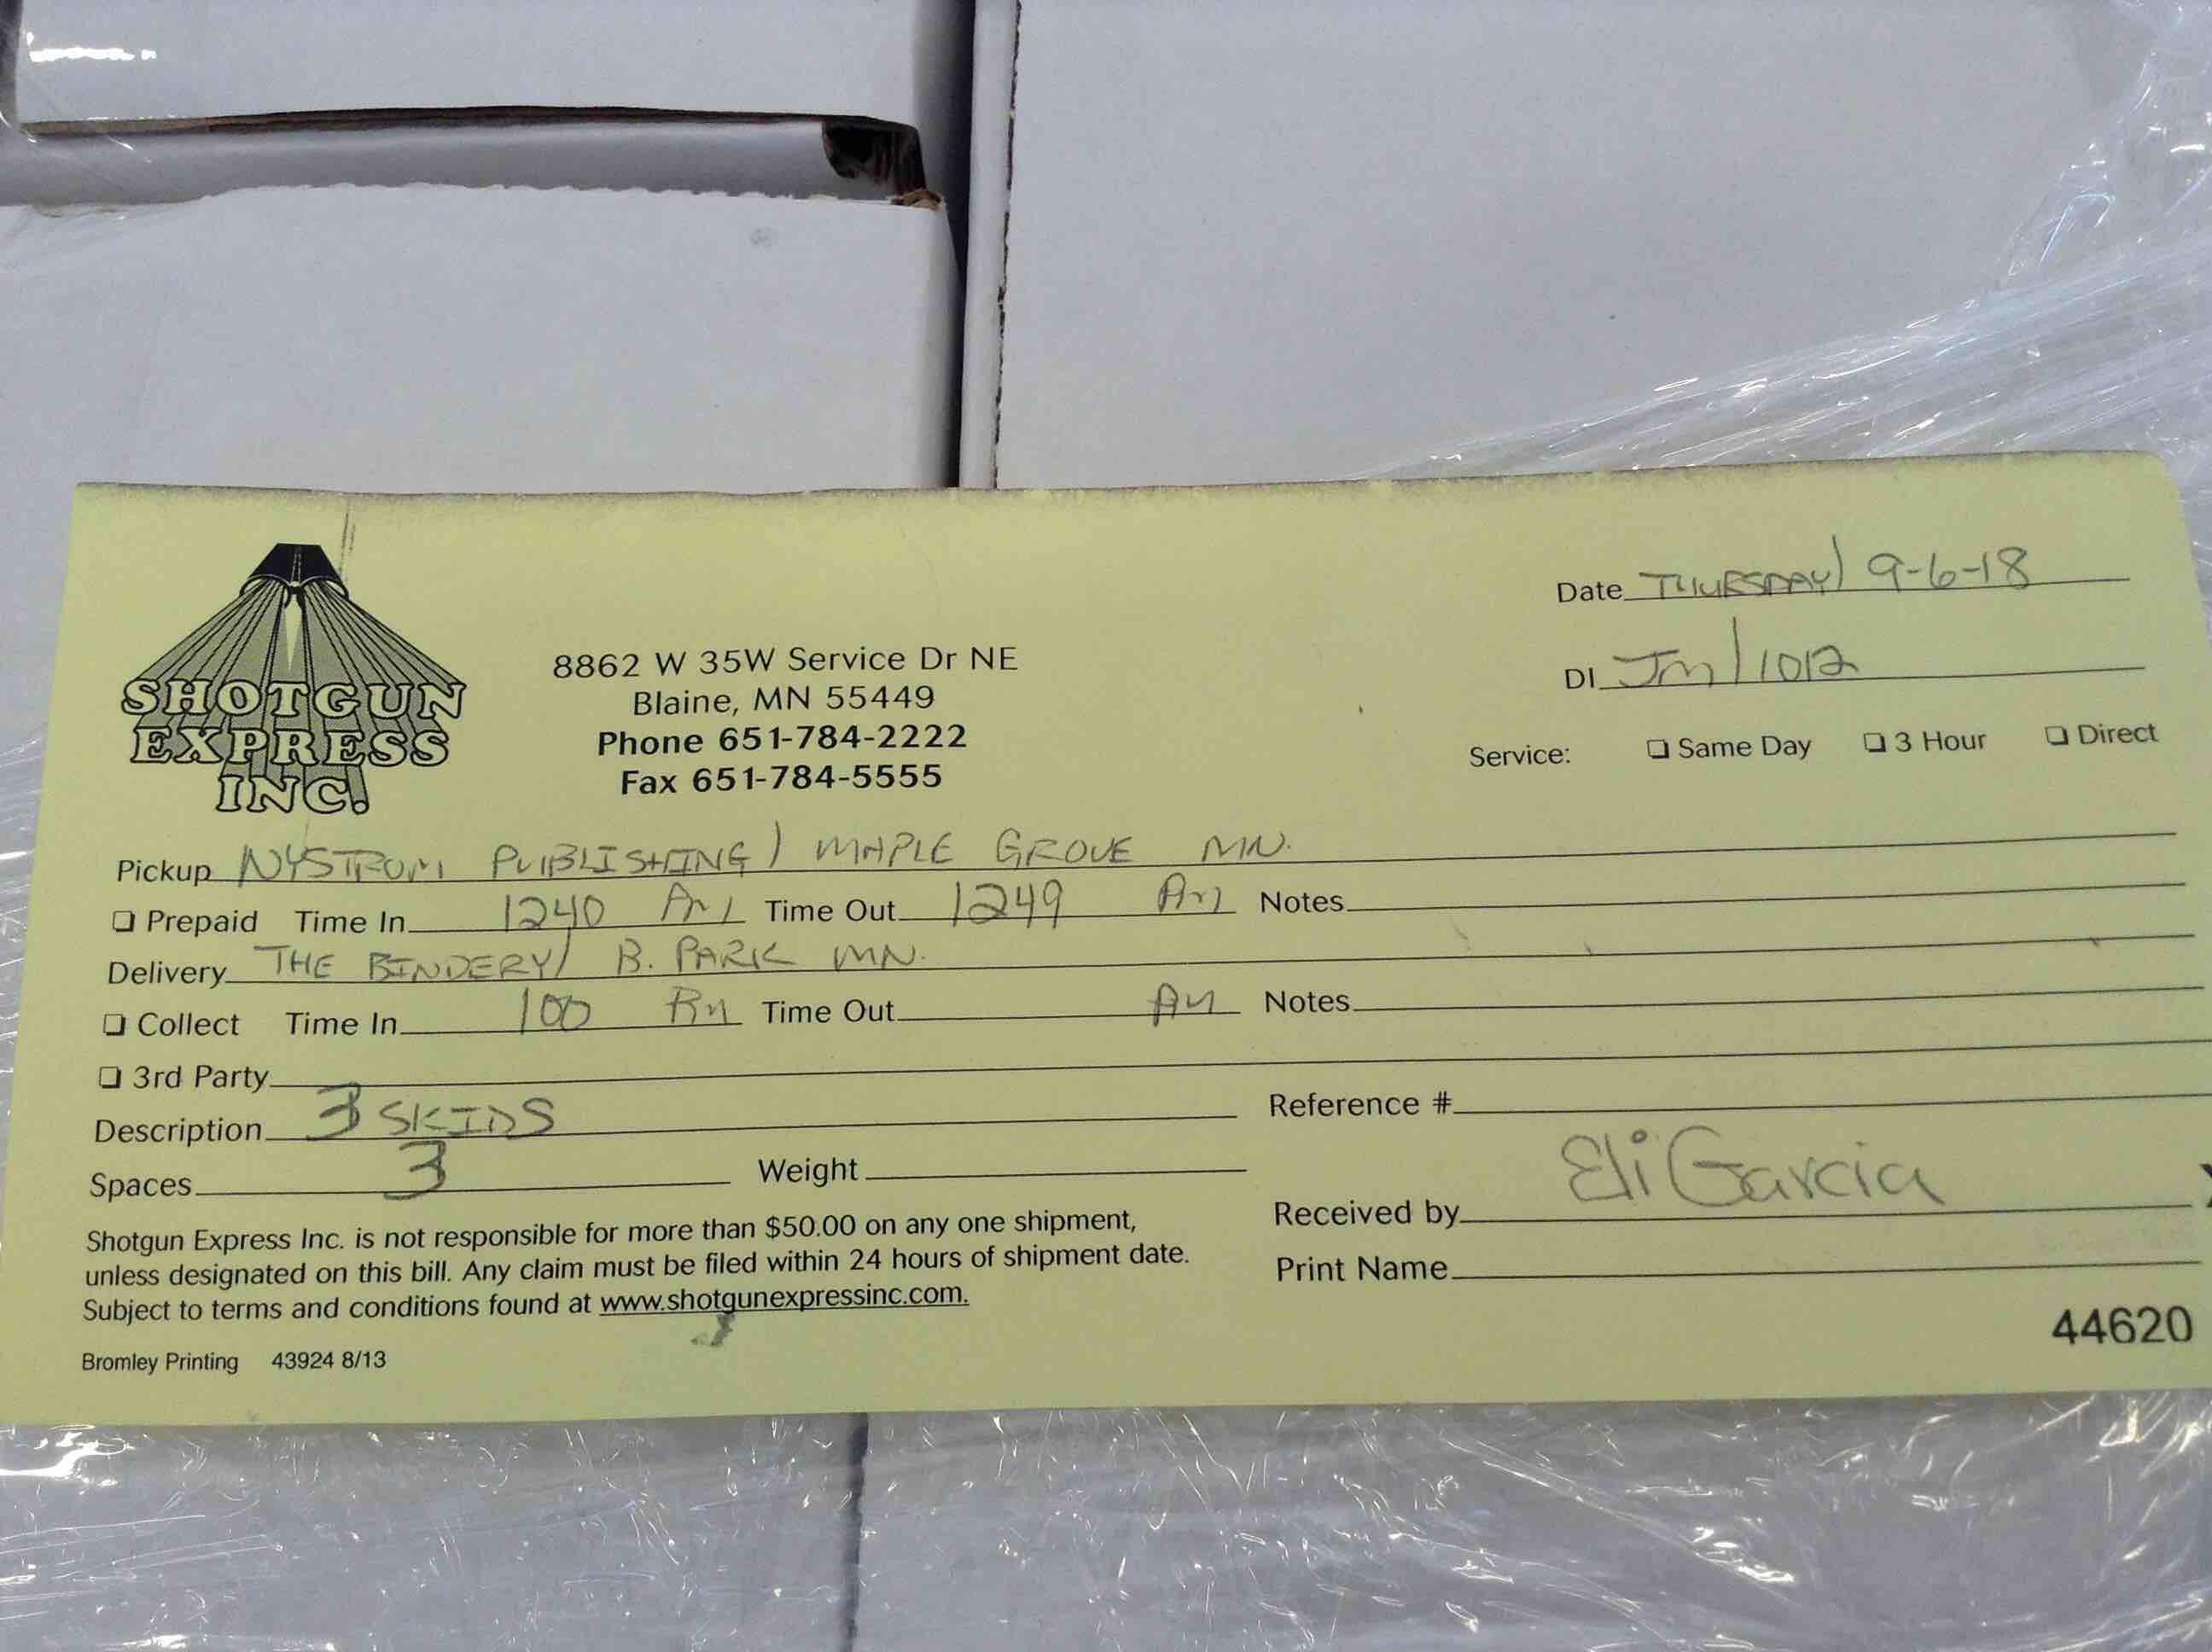 SHOTGUN
EXPRESS
INC.
8862 W 35W Service Dr NE
Blaine, MN 55449
Phone 651-784-2222
Fax 651-784-5555
Date THURSDAY/ 9-6-18
DI JM/1012
Service: ❏ Same Day ❏ 3 Hour ❏ Direct
Pickup NYSTROM PUBLISHING / MAPLE GROVE MN.
❏ Prepaid Time In 1240 AM Time Out 1249 AM Notes
Delivery THE BINDERY/ B. PARK MN.
❏ Collect Time In 100 Time Out AM Notes
❏ 3rd Party
Description 3 SKIDS
Reference #
Spaces 3 Weight
Received by Eli Garcia
Print Name
Shotgun Express Inc. is not responsible for more than $50.00 on any one shipment,
unless designated on this bill. Any claim must be filed within 24 hours of shipment date.
Subject to terms and conditions found at www.shotgunexpressinc.com.
44620
Bromley Printing 43924 8/13